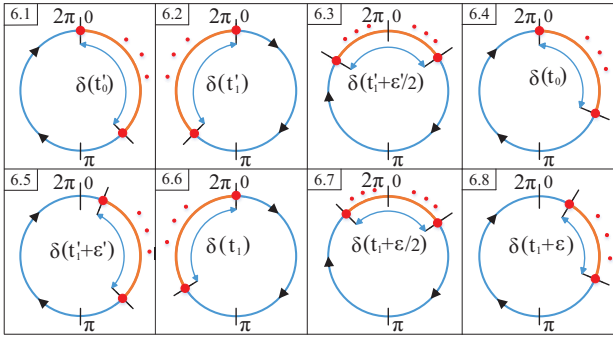 6.1 2π 0
δ(t'₀)
π
6.2 2π 0
δ(t'₁)
π
6.3 2π 0
δ(t'₁+ε'/2)
π
6.4 2π 0
δ(t₀)
π
6.5 2π 0
δ(t₁+ε')
π
6.6 2π 0
δ(t₁)
π
6.7 2π 0
δ(t₁+ε/2)
π
6.8 2π 0
δ(t₁+ε)
π